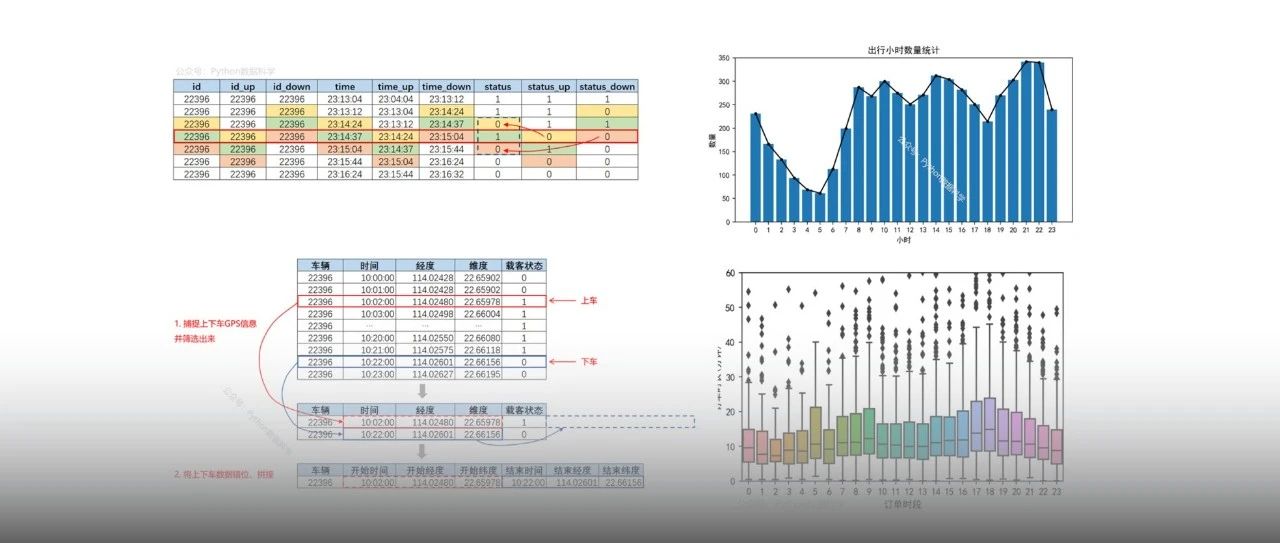 公众号：Python数据科学
id id_up id_down time time_up time_down status status_up status_down
22396 22396 22396 23:13:04 23:04:04 23:13:12 1 1 1
22396 22396 22396 23:13:12 23:13:04 23:14:24 1 1 0
22396 22396 22396 23:14:24 23:13:12 23:14:37 0 1 1
22396 22396 22396 23:14:37 23:14:24 23:15:04 1 0 0
22396 22396 22396 23:15:04 23:14:37 23:15:44 0 1 0
22396 22396 22396 23:15:44 23:15:04 23:16:24 0 0 0
22396 22396 22396 23:16:24 23:15:44 23:16:32 0 0 0
出行小时数量统计
350
300
250
200
150
100
50
0
数量
0 1 2 3 4 5 6 7 8 9 10 11 12 13 14 15 16 17 18 19 20 21 22 23
小时
公众号：Python数据科学
车辆 时间 经度 维度 载客状态
22396 10:00:00 114.02428 22.65902 0
22396 10:01:00 114.02428 22.65902 0
22396 10:02:00 114.02480 22.65978 1
上车
22396 10:03:00 114.02498 22.66004 1
22396 ... ... ... 1
22396 10:20:00 114.02550 22.66080 1
22396 10:21:00 114.02575 22.66118 1
22396 10:22:00 114.02601 22.66156 0
下车
22396 10:23:00 114.02627 22.66195 0
1. 捕捉上下车GPS信息
并筛选出来
公众号：Python数据科学
车辆 时间 经度 维度 载客状态
22396 10:02:00 114.02480 22.65978 1
22396 10:22:00 114.02601 22.66156 0
2. 将上下车数据错位、拼接
车辆 开始时间 开始经度 开始纬度 结束时间 结束经度 结束纬度
22396 10:02:00 114.02480 22.65978 10:22:00 114.02601 22.66156
60
50
40
30
20
10
0
0 1 2 3 4 5 6 7 8 9 10 11 12 13 14 15 16 17 18 19 20 21 22 23
订单时段